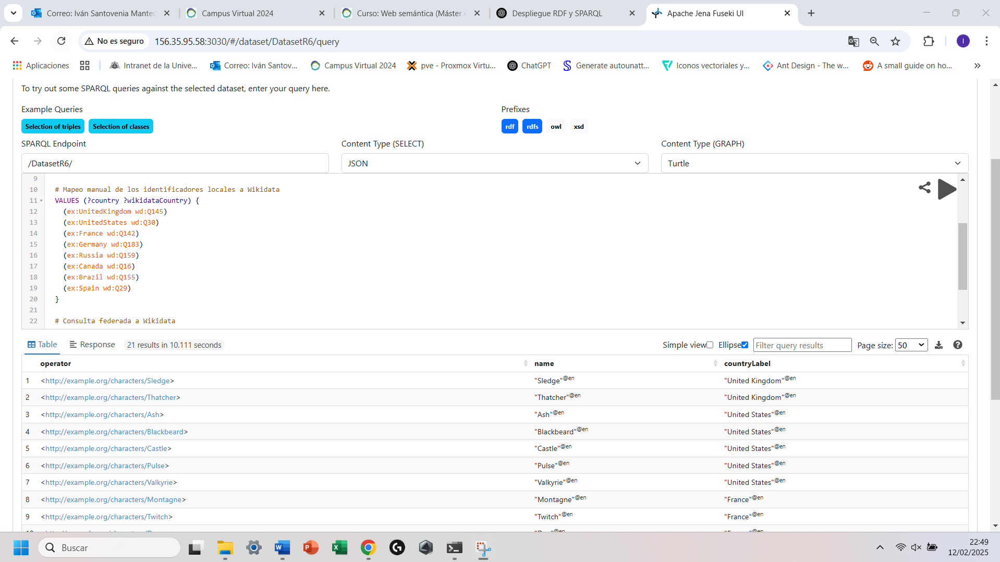 Correo: Iván Santovenia Mantec
Campus Virtual 2024
Curso: Web semántica (Máster e
Despliegue RDF y SPARQL
Apache Jena Fuseki UI
No es seguro
156.35.95.58:3030/#/dataset/DatasetR6/query
I
Aplicaciones
Intranet de la Unive...
Correo: Iván Santov...
Campus Virtual 2024
pve - Proxmox Virtu...
ChatGPT
Generate autounatt...
Iconos vectoriales y...
Ant Design - The w...
A small guide on ho...
To try out some SPARQL queries against the selected dataset, enter your query here.
Example Queries
Prefixes
Selection of triples
Selection of classes
rdf
rdfs
owl
xsd
SPARQL Endpoint
Content Type (SELECT)
Content Type (GRAPH)
/DatasetR6/
JSON
Turtle
9
10 # Mapeo manual de los identificadores locales a Wikidata
11 VALUES (?country ?wikidataCountry) {
12 (ex:UnitedKingdom wd:Q145)
13 (ex:UnitedStates wd:Q30)
14 (ex:France wd:Q142)
15 (ex:Germany wd:Q183)
16 (ex:Russia wd:Q159)
17 (ex:Canada wd:Q16)
18 (ex:Brazil wd:Q155)
19 (ex:Spain wd:Q29)
20 }
21
22 # Consulta federada a Wikidata
Table
Response
21 results in 10.111 seconds
Simple view
Ellipse
Filter query results
Page size: 50
operator name countryLabel
1 <http://example.org/characters/Sledge> "Sledge"@en "United Kingdom"@en
2 <http://example.org/characters/Thatcher> "Thatcher"@en "United Kingdom"@en
3 <http://example.org/characters/Ash> "Ash"@en "United States"@en
4 <http://example.org/characters/Blackbeard> "Blackbeard"@en "United States"@en
5 <http://example.org/characters/Castle> "Castle"@en "United States"@en
6 <http://example.org/characters/Pulse> "Pulse"@en "United States"@en
7 <http://example.org/characters/Valkyrie> "Valkyrie"@en "United States"@en
8 <http://example.org/characters/Montagne> "Montagne"@en "France"@en
9 <http://example.org/characters/Twitch> "Twitch"@en "France"@en
Buscar
22:49
12/02/2025